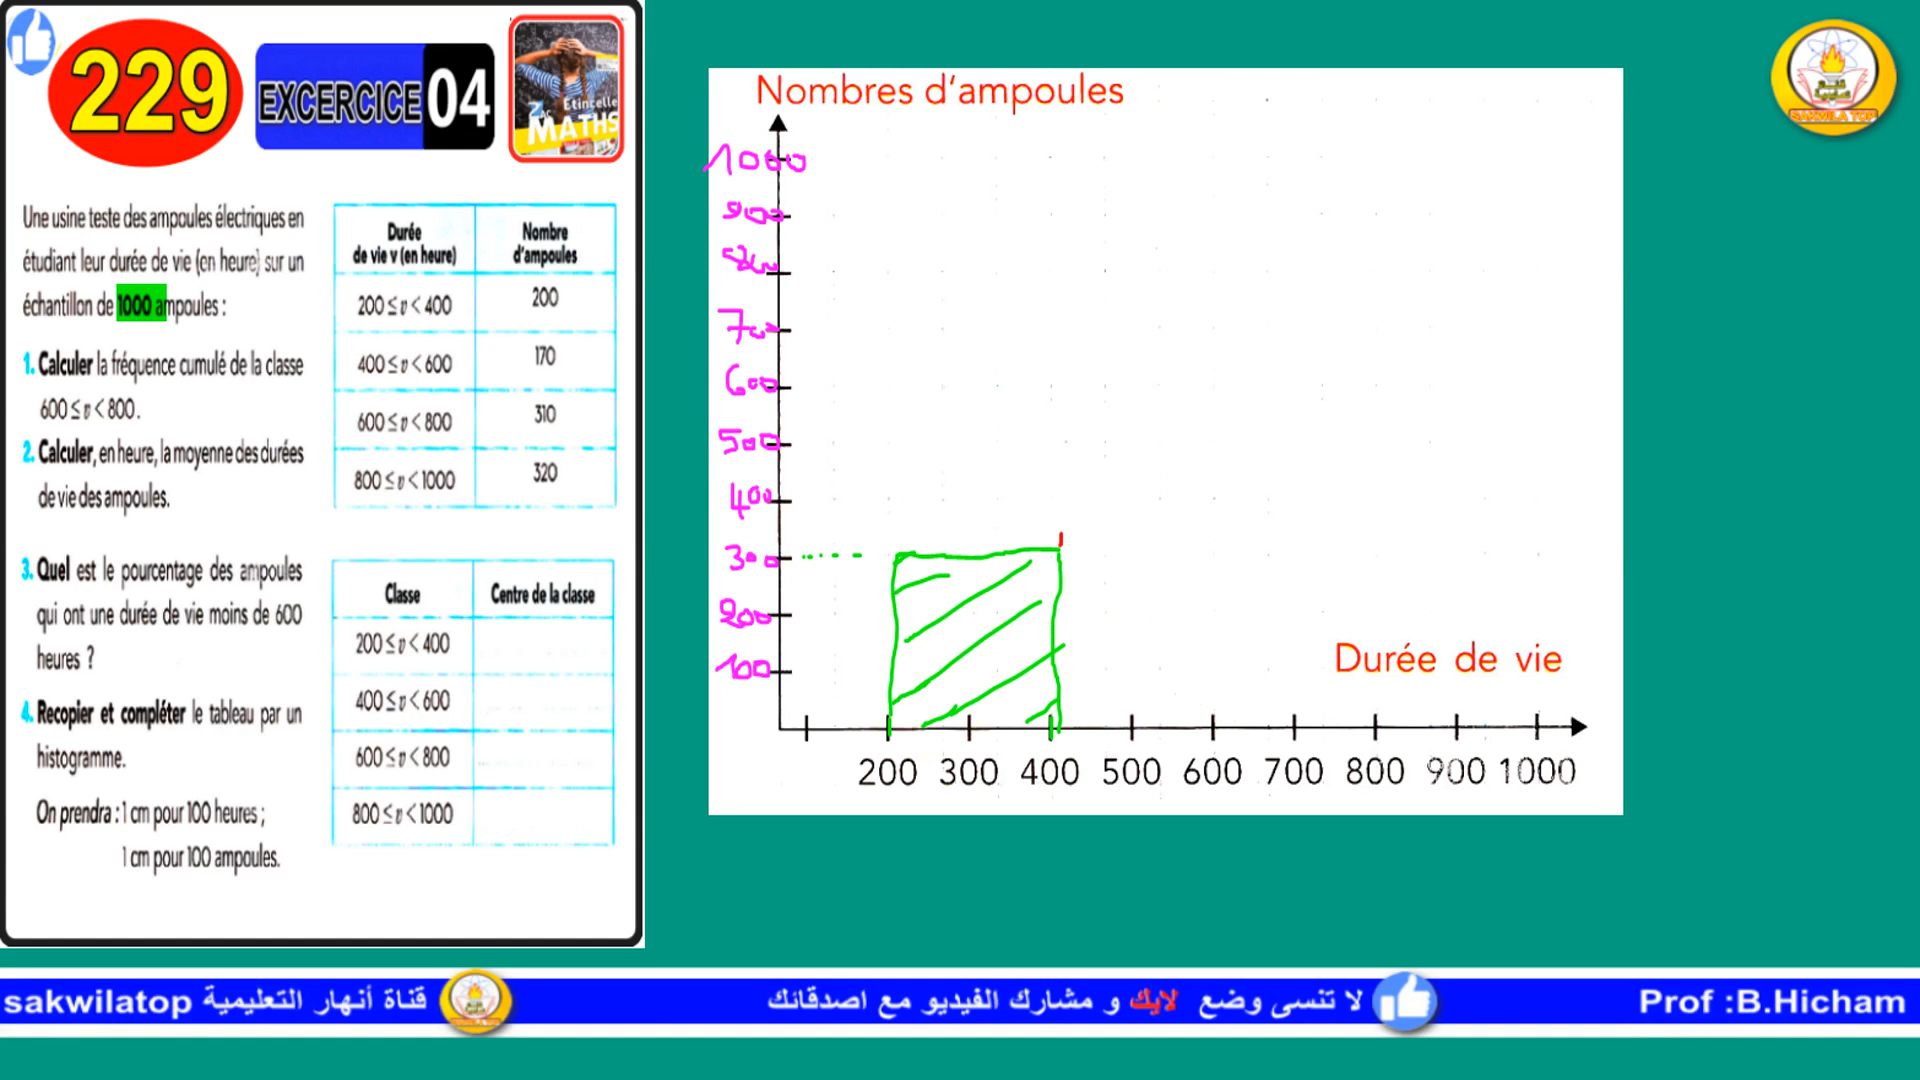 229
EXCERCICE 04
Etincelle
MATHS
Une usine teste des ampoules électriques en
étudiant leur durée de vie (en heure) sur un
échantillon de 1000 ampoules :
1. Calculer la fréquence cumulé de la classe
600 ≤ v < 800.
2. Calculer, en heure, la moyenne des durées
de vie des ampoules.
3. Quel est le pourcentage des ampoules
qui ont une durée de vie moins de 600
heures ?
4. Recopier et compléter le tableau par un
histogramme.
On prendra : 1 cm pour 100 heures ;
1 cm pour 100 ampoules.
Durée de vie v (en heure) Nombre d'ampoules
200 ≤ v < 400 200
400 ≤ v < 600 170
600 ≤ v < 800 310
800 ≤ v < 1000 320
Classe Centre de la classe
200 ≤ v < 400
400 ≤ v < 600
600 ≤ v < 800
800 ≤ v < 1000
Nombres d'ampoules
1000
900
800
700
600
500
400
300
200
100
Durée de vie
200 300 400 500 600 700 800 900 1000
SAKWILA TOP
sakwilatop قناة أنهار التعليمية
لا تنسى وضع لايك و مشارك الفيديو مع اصدقائك
Prof :B.Hicham